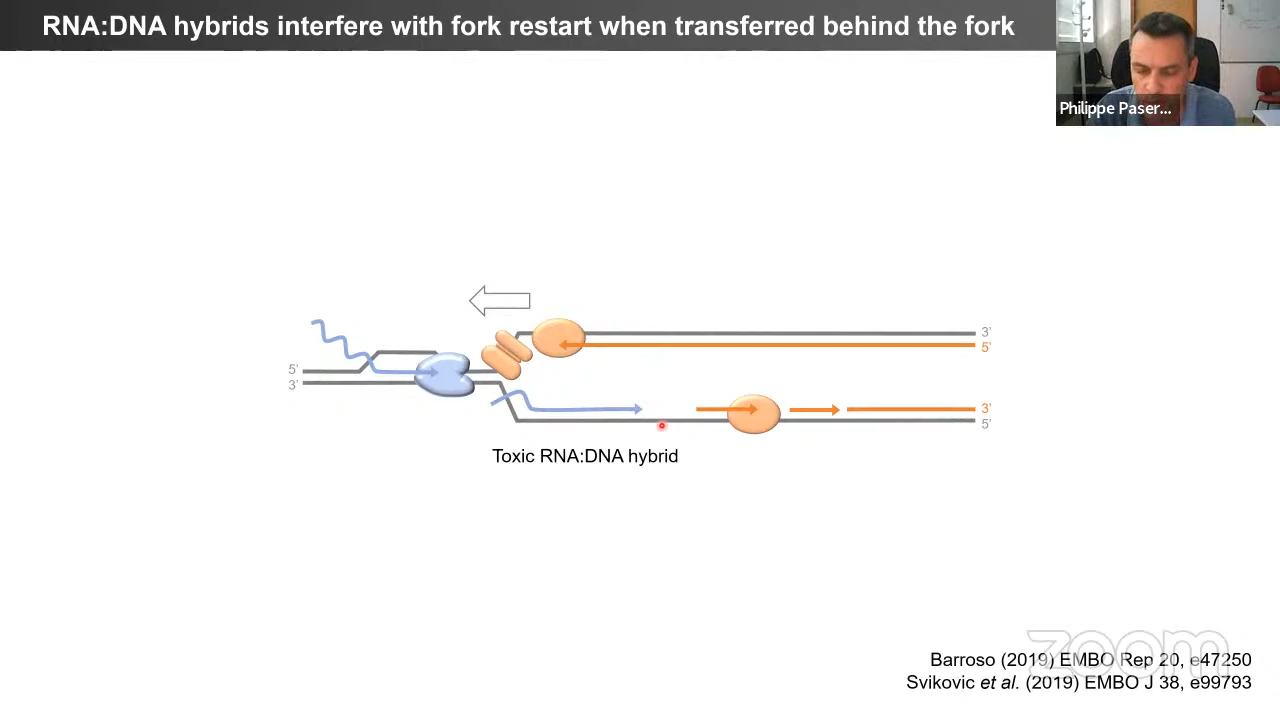 RNA:DNA hybrids interfere with fork restart when transferred behind the fork
Philippe Paser...
3'
5'
5'
3'
3'
5'
Toxic RNA:DNA hybrid
zoom
Barroso (2019) EMBO Rep 20, e47250
Svikovic et al. (2019) EMBO J 38, e99793